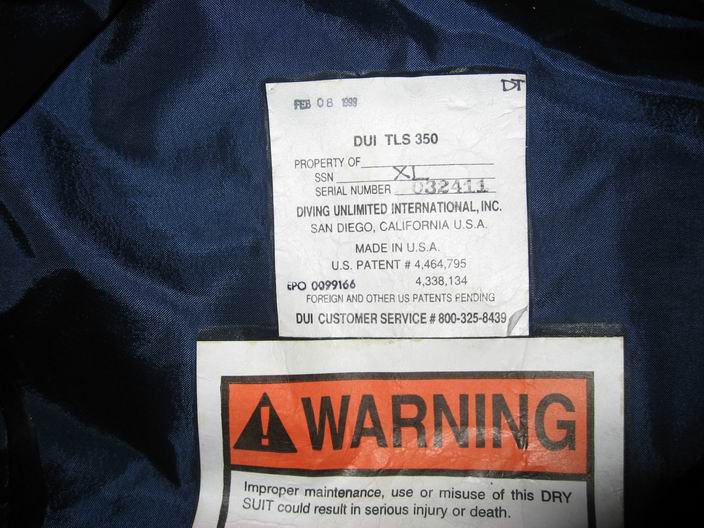 FEB 08 1999
DT
DUI TLS 350
PROPERTY OF
SSN XL
SERIAL NUMBER 032411
DIVING UNLIMITED INTERNATIONAL, INC.
SAN DIEGO, CALIFORNIA U.S.A.
MADE IN U.S.A.
U.S. PATENT # 4,464,795
EPO 0099166 4,338,134
FOREIGN AND OTHER US PATENTS PENDING
DUI CUSTOMER SERVICE # 800-325-8439
WARNING
Improper maintenance, use or misuse of this DRY
SUIT could result in serious injury or death.